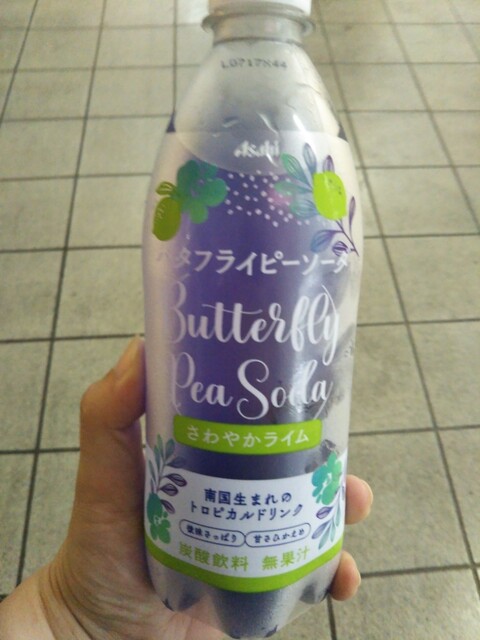 L0717X44
Asahi
バタフライピーソーダ
Butterfly
Pea Soda
さわやかライム
南国生まれの
トロピカルドリンク
後味さっぱり 甘さひかえめ
炭酸飲料 無果汁